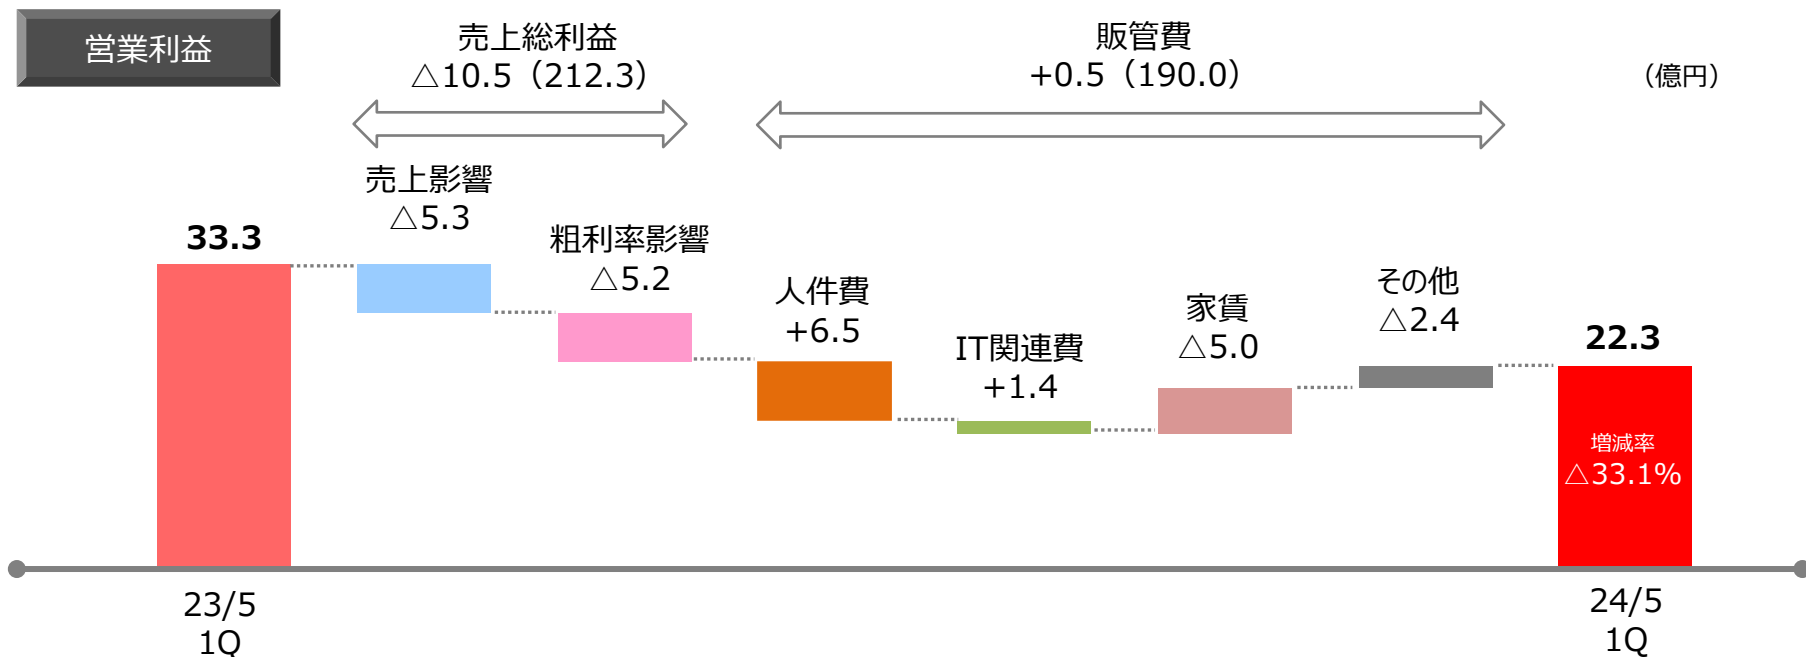 営業利益
売上総利益
△10.5（212.3）
販管費
+0.5（190.0）
（億円）
33.3
売上影響
△5.3
粗利率影響
△5.2
人件費
+6.5
IT関連費
+1.4
家賃
△5.0
その他
△2.4
22.3
増減率
△33.1%
23/5
1Q
24/5
1Q